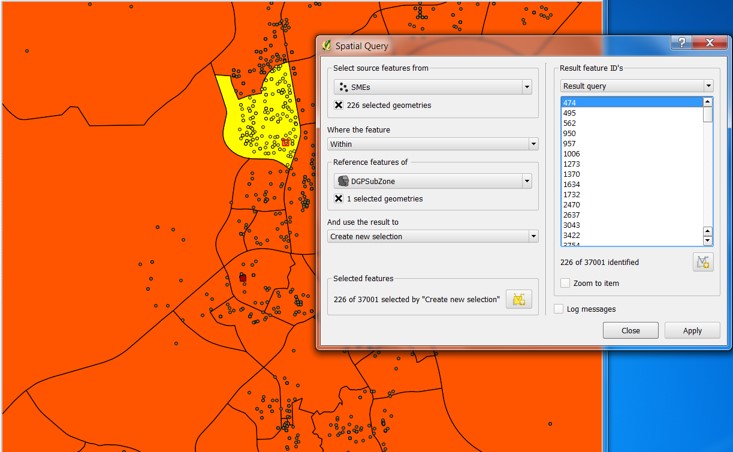 Spatial Query
Select source features from
SMEs
226 selected geometries
Where the feature
Within
Reference features of
DGPSubZone
1 selected geometries
And use the result to
Create new selection
Selected features
226 of 37001 selected by "Create new selection"
Result feature ID's
Result query
474
495
562
950
957
1006
1273
1370
1634
1732
2470
2637
3043
3422
3754
226 of 37001 identified
Zoom to item
Log messages
Close
Apply